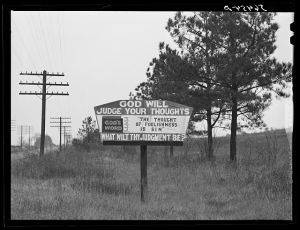 GOD WILL
JUDGE YOUR THOUGHTS
GOD'S
WORD
"THE THOUGHT
OF FOOLISHNESS
IS SIN"
WHAT WILT THY JUDGMENT BE?